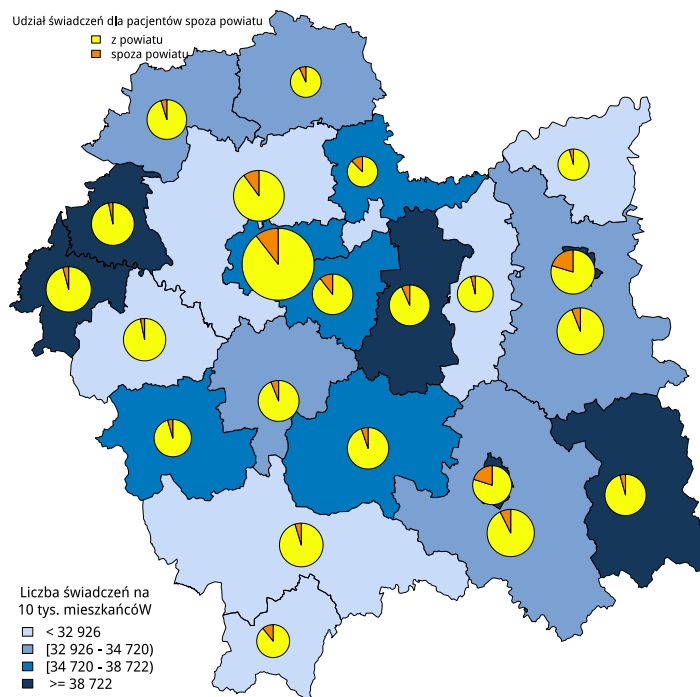 Udział świadczeń dla pacjentów spoza powiatu
z powiatu
spoza powiatu
Liczba świadczeń na
10 tys. mieszkańcóW
< 32 926
[32 926 - 34 720)
[34 720 - 38 722)
>= 38 722